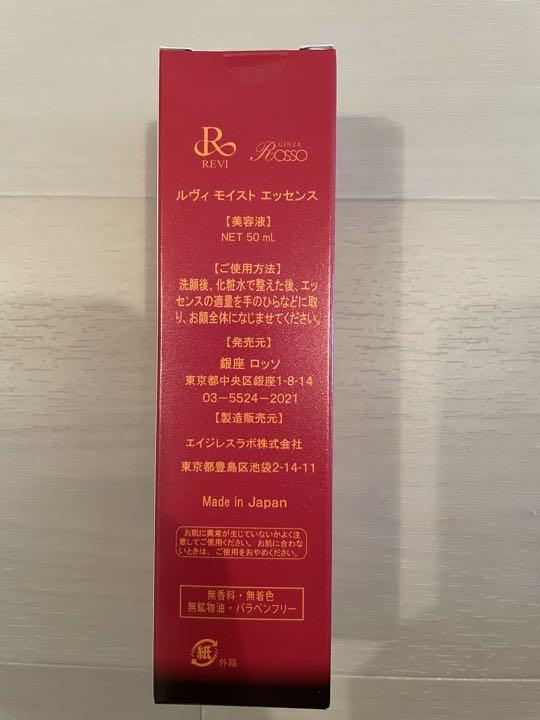 R
REVI
GINZA
Rosso
ルヴィ モイスト エッセンス
【美容液】
NET 50 mL
【ご使用方法】
洗顔後、化粧水で整えた後、エッ
センスの適量を手のひらなどに取
り、お顔全体になじませてください。
【発売元】
銀座 ロッソ
東京都中央区銀座1-8-14
03-5524-2021
【製造販売元】
エイジレスラボ株式会社
東京都豊島区池袋2-14-11
Made in Japan
お肌に異常が生じていないかよく注
意してご使用ください。お肌に合わな
いときは、ご使用をおやめください。
無香料・無着色
無鉱物油・パラベンフリー
紙
外箱